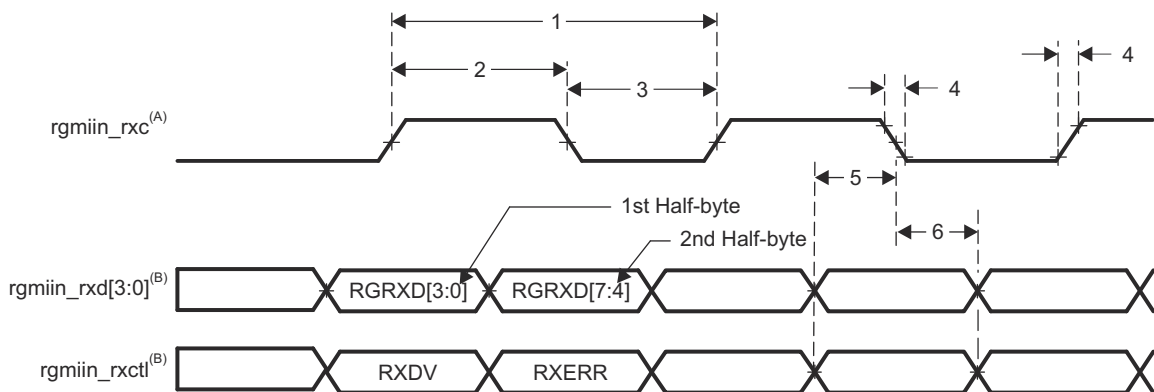 1
2
3
4
4
rgmiin_rxc(A)
5
1st Half-byte
6
2nd Half-byte
rgmiin_rxd[3:0](B)
RGRXD[3:0]
RGRXD[7:4]
rgmiin_rxctl(B)
RXDV
RXERR